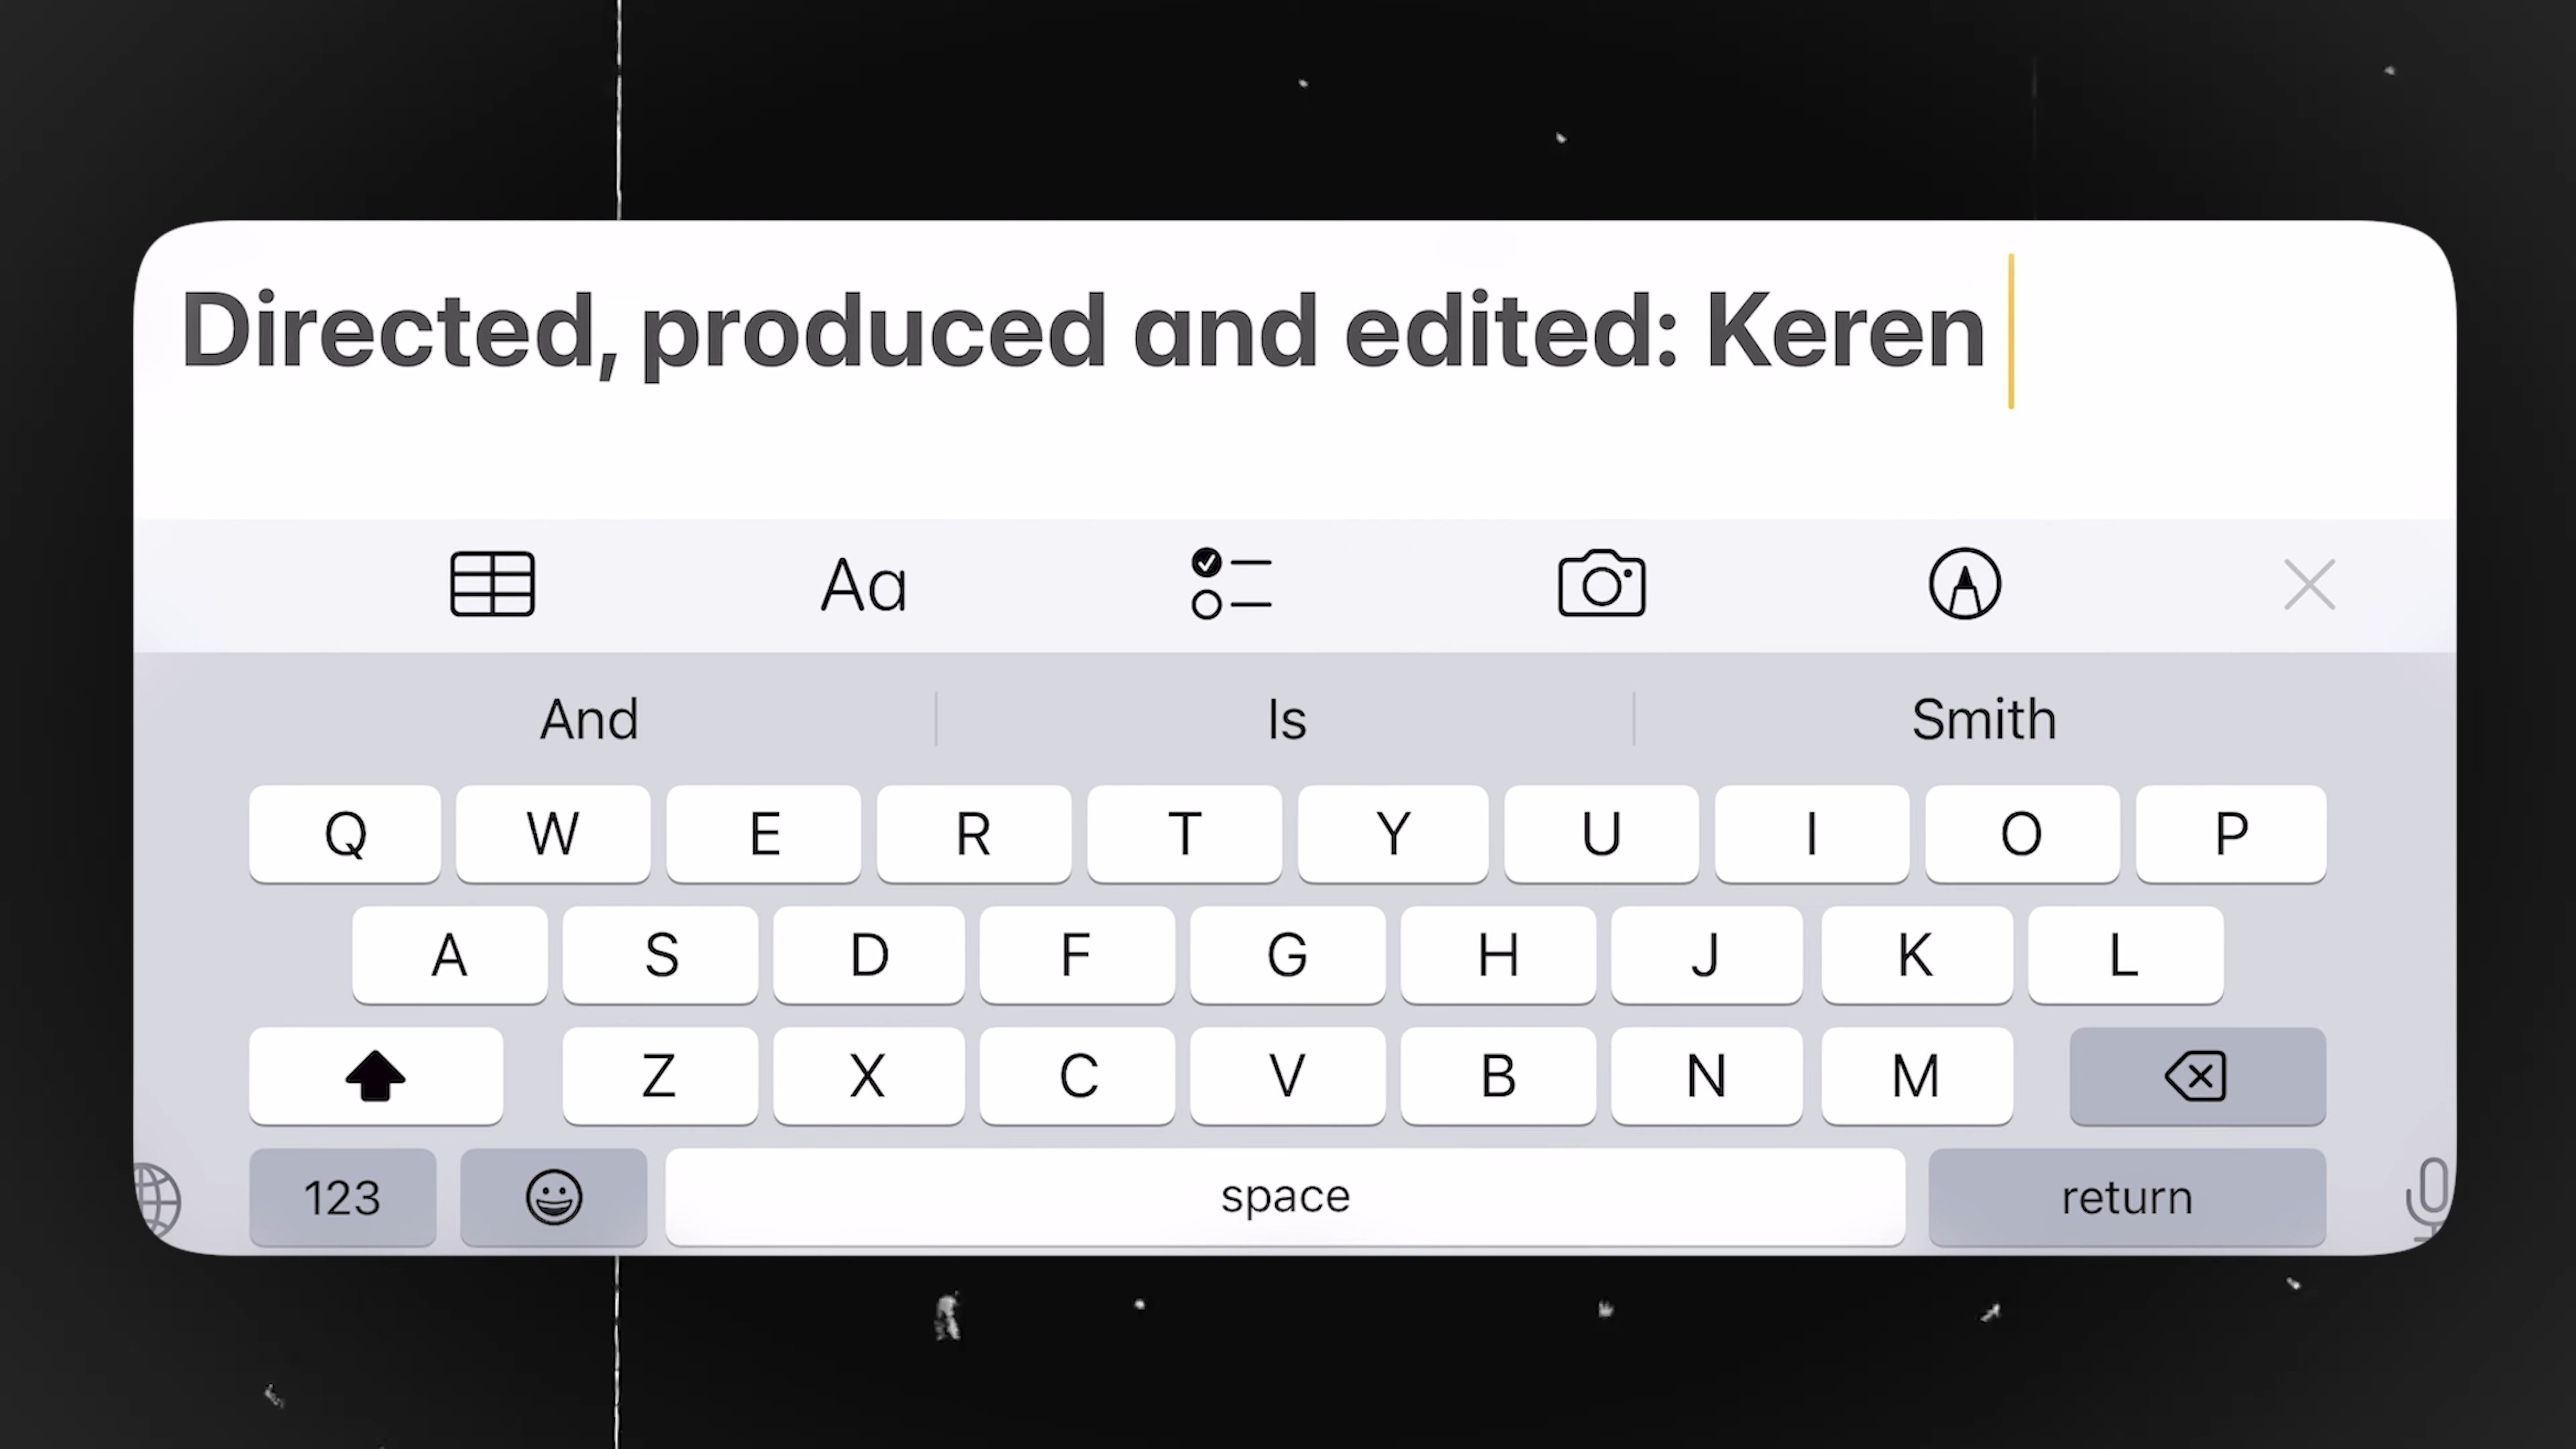 Directed, produced and edited: Keren
Aa
And Is Smith
Q W E R T Y U I O P
A S D F G H J K L
Z X C V B N M
123 space return